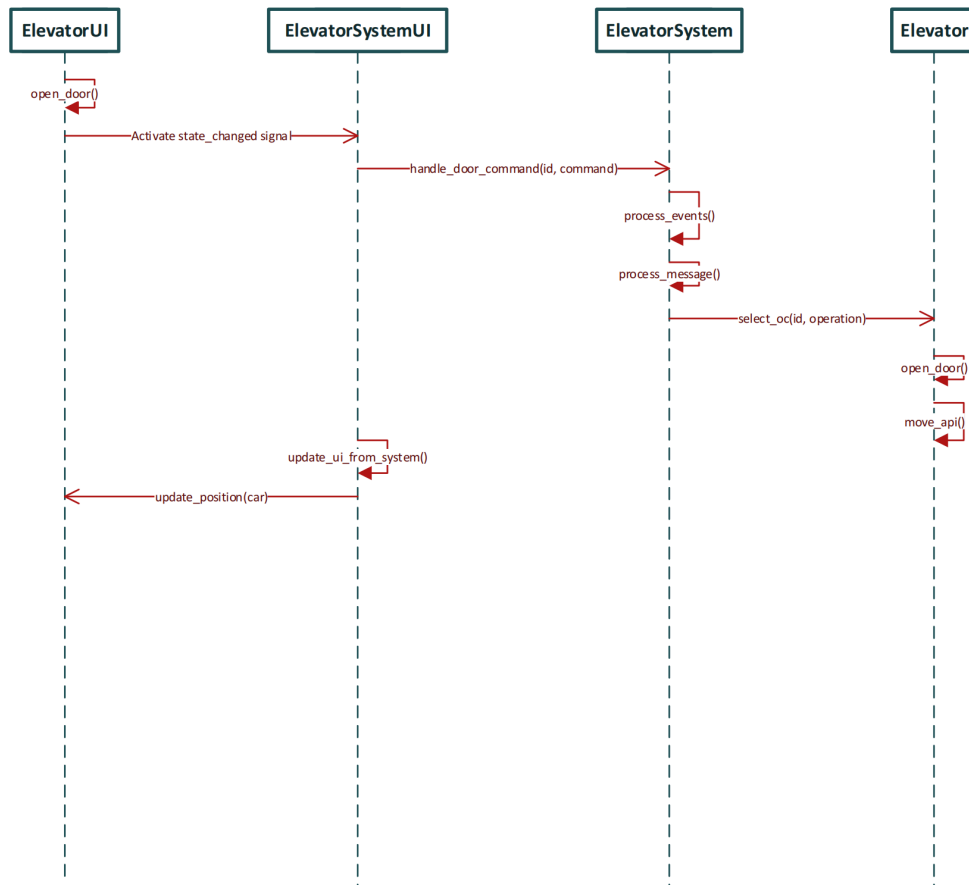 ElevatorUI
ElevatorSystemUI
ElevatorSystem
Elevator
open_door()
Activate state_changed signal
handle_door_command(id, command)
process_events()
process_message()
select_oc(id, operation)
open_door()
move_api()
update_ui_from_system()
update_position(car)